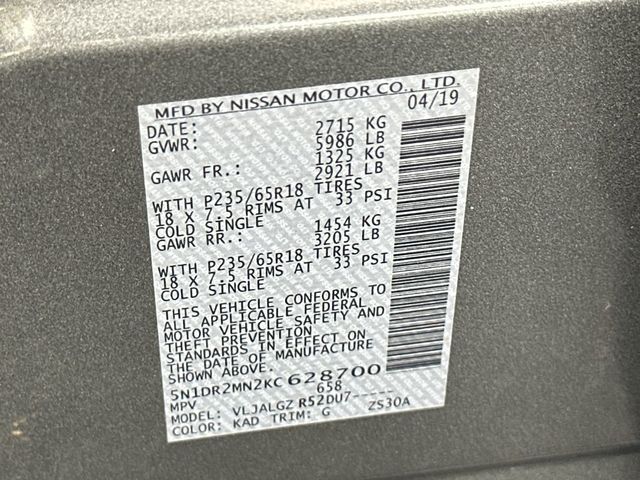 MFD BY NISSAN MOTOR CO., LTD.
DATE: 04/19
GVWR: 2715 KG
5986 LB
GAWR FR.: 1325 KG
2921 LB
WITH P235/65R18 TIRES
18 X 7.5 RIMS AT 33 PSI
COLD SINGLE
GAWR RR.: 1454 KG
3205 LB
WITH P235/65R18 TIRES
18 X 7.5 RIMS AT 33 PSI
COLD SINGLE
THIS VEHICLE CONFORMS TO
ALL APPLICABLE FEDERAL
MOTOR VEHICLE SAFETY AND
THEFT PREVENTION
STANDARDS IN EFFECT ON
THE DATE OF MANUFACTURE
SHOWN ABOVE.
5N1DR2MN2KC628700
MPV 658
MODEL: VLJALGZ R52DU7-----
COLOR: KAD TRIM: G ZS30A